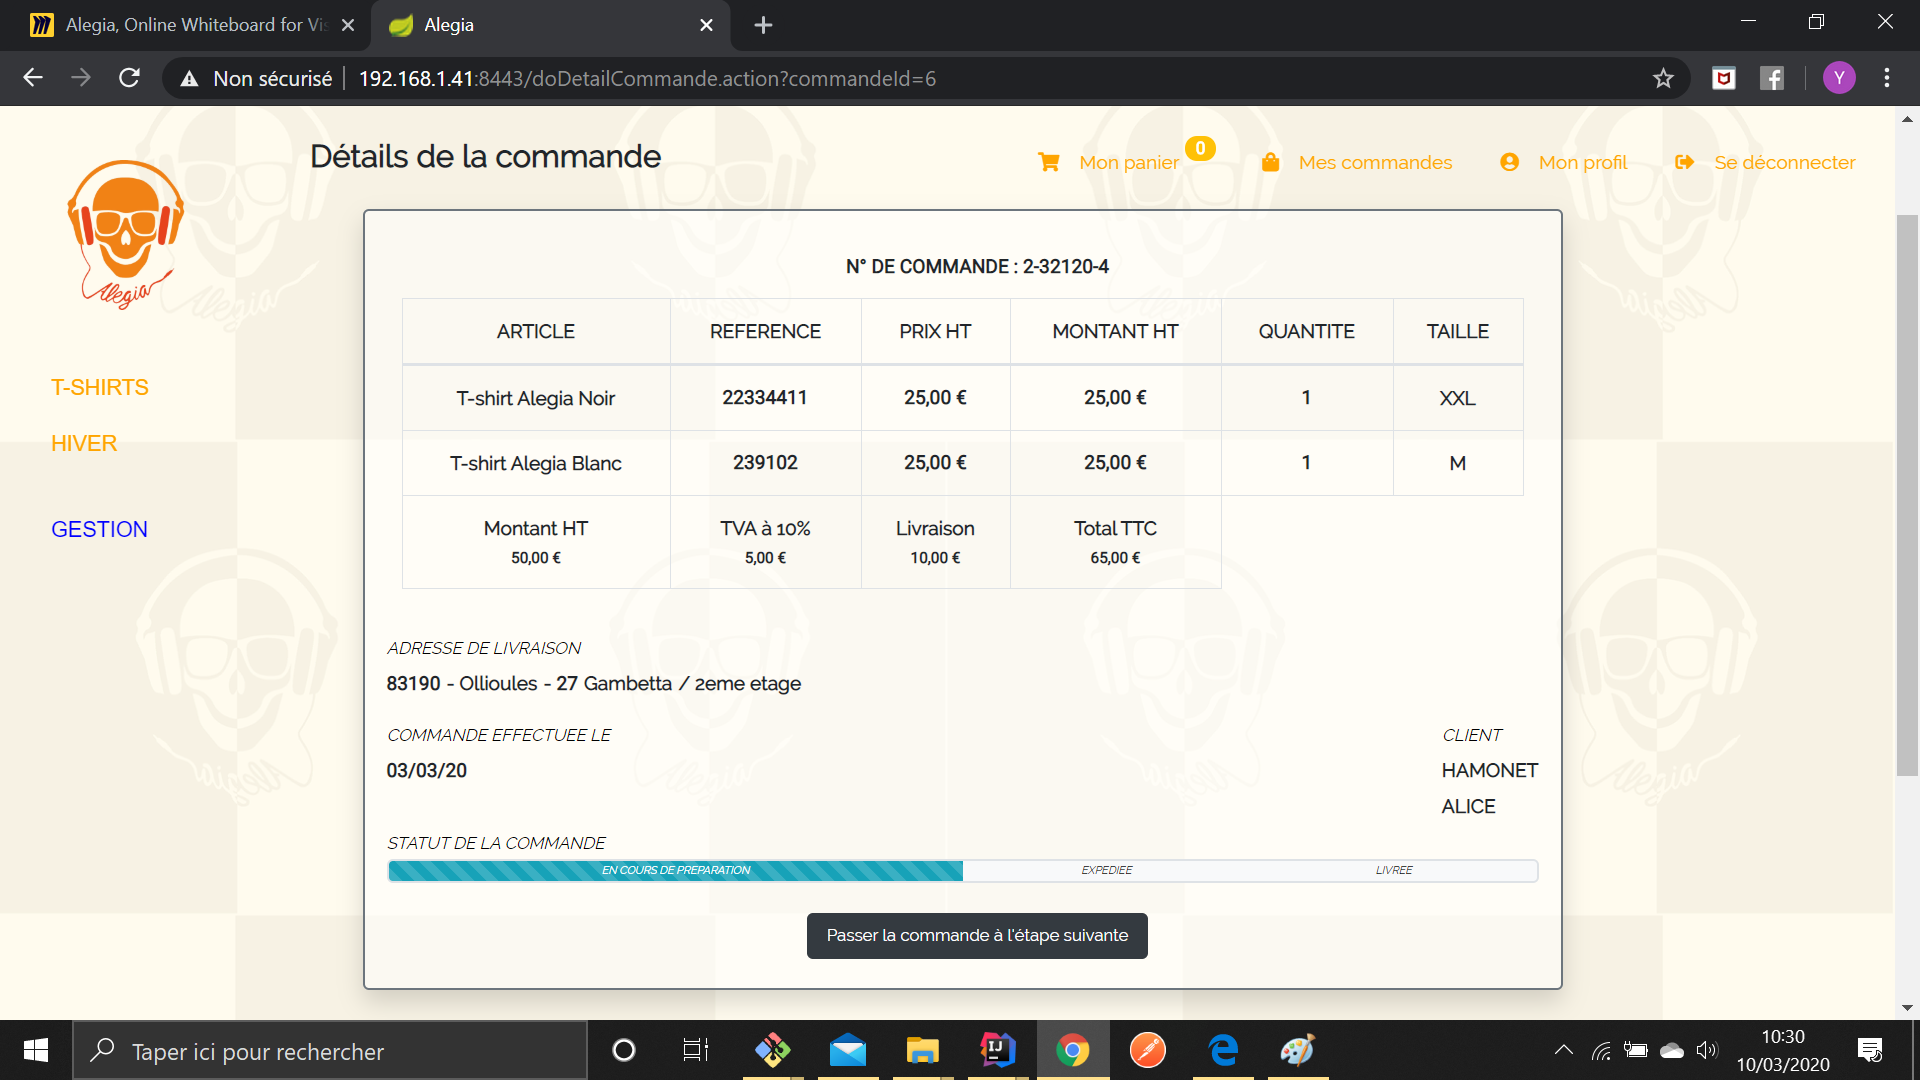 Alegia, Online Whiteboard for Vis
Alegia
Non sécurisé
192.168.1.41:8443/doDetailCommande.action?commandeId=6
Y
Détails de la commande
Mon panier 0
Mes commandes
Mon profil
Se déconnecter
Alegia
T-SHIRTS
HIVER
GESTION
N° DE COMMANDE : 2-32120-4
ARTICLE REFERENCE PRIX HT MONTANT HT QUANTITE TAILLE
T-shirt Alegia Noir 22334411 25,00 € 25,00 € 1 XXL
T-shirt Alegia Blanc 239102 25,00 € 25,00 € 1 M
Montant HT TVA à 10% Livraison Total TTC
50,00 € 5,00 € 10,00 € 65,00 €
ADRESSE DE LIVRAISON
83190 - Ollioules - 27 Gambetta / 2eme etage
COMMANDE EFFECTUEE LE
03/03/20
CLIENT
HAMONET
ALICE
STATUT DE LA COMMANDE
EN COURS DE PREPARATION EXPEDIEE LIVREE
Passer la commande à l'étape suivante
Taper ici pour rechercher
IJ
10:30
10/03/2020